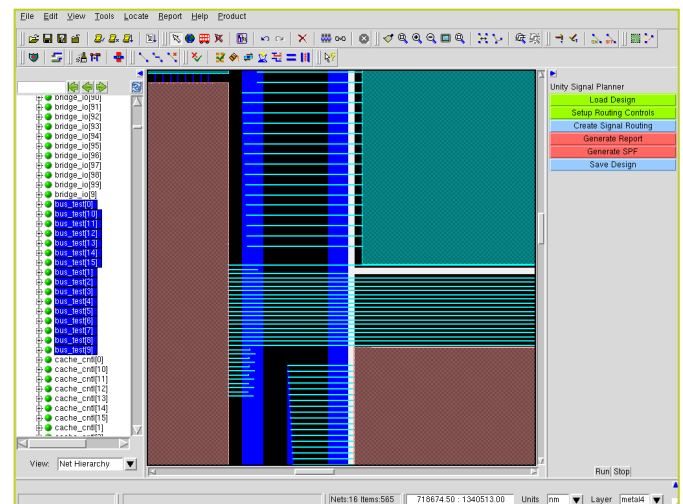 File Edit View Tools Locate Report Help Product
Unity Signal Planner
Load Design
Setup Routing Controls
Create Signal Routing
Generate Report
Generate SPF
Save Design
bridge_io[90]
bridge_io[91]
bridge_io[92]
bridge_io[93]
bridge_io[94]
bridge_io[95]
bridge_io[96]
bridge_io[97]
bridge_io[98]
bridge_io[99]
bridge_io[9]
bus_test[0]
bus_test[10]
bus_test[11]
bus_test[12]
bus_test[13]
bus_test[14]
bus_test[15]
bus_test[1]
bus_test[2]
bus_test[3]
bus_test[4]
bus_test[5]
bus_test[6]
bus_test[7]
bus_test[8]
bus_test[9]
cache_cntl[0]
cache_cntl[10]
cache_cntl[11]
cache_cntl[12]
cache_cntl[13]
cache_cntl[14]
cache_cntl[15]
cache_cntl[1]
View: Net Hierarchy
Run Stop
Nets:16 Items:565 718674.50 : 1340513.00 Units nm Layer metal4